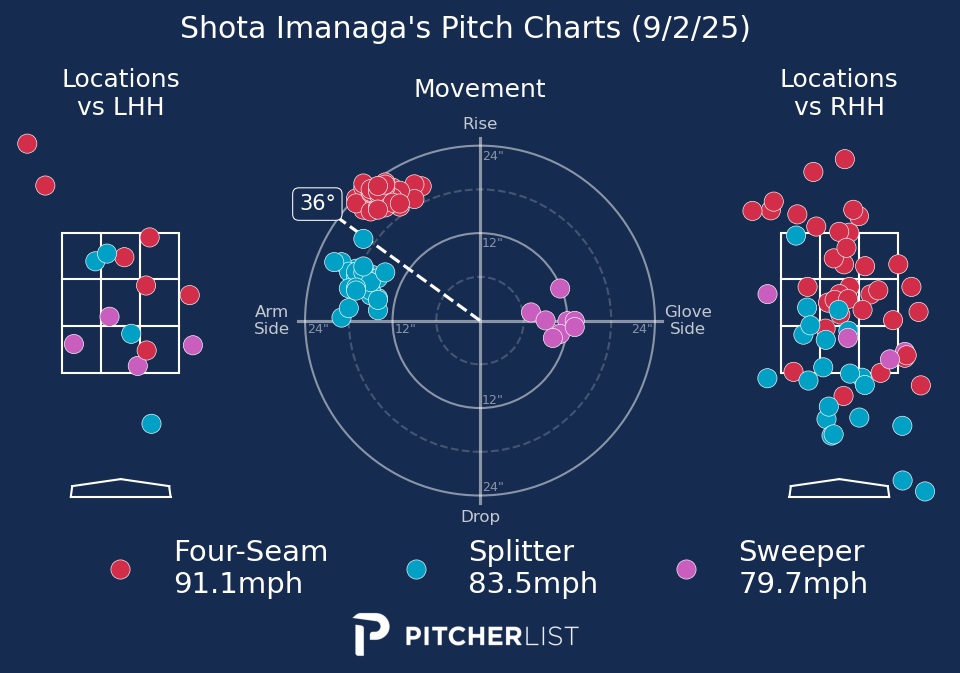 Shota Imanaga's Pitch Charts (9/2/25)
Locations
vs LHH
Movement
Locations
vs RHH
Rise
24"
36°
12"
Arm
Side
24"
12"
24"
Glove
Side
12"
24"
Drop
Four-Seam
91.1mph
Splitter
83.5mph
Sweeper
79.7mph
PITCHERLIST